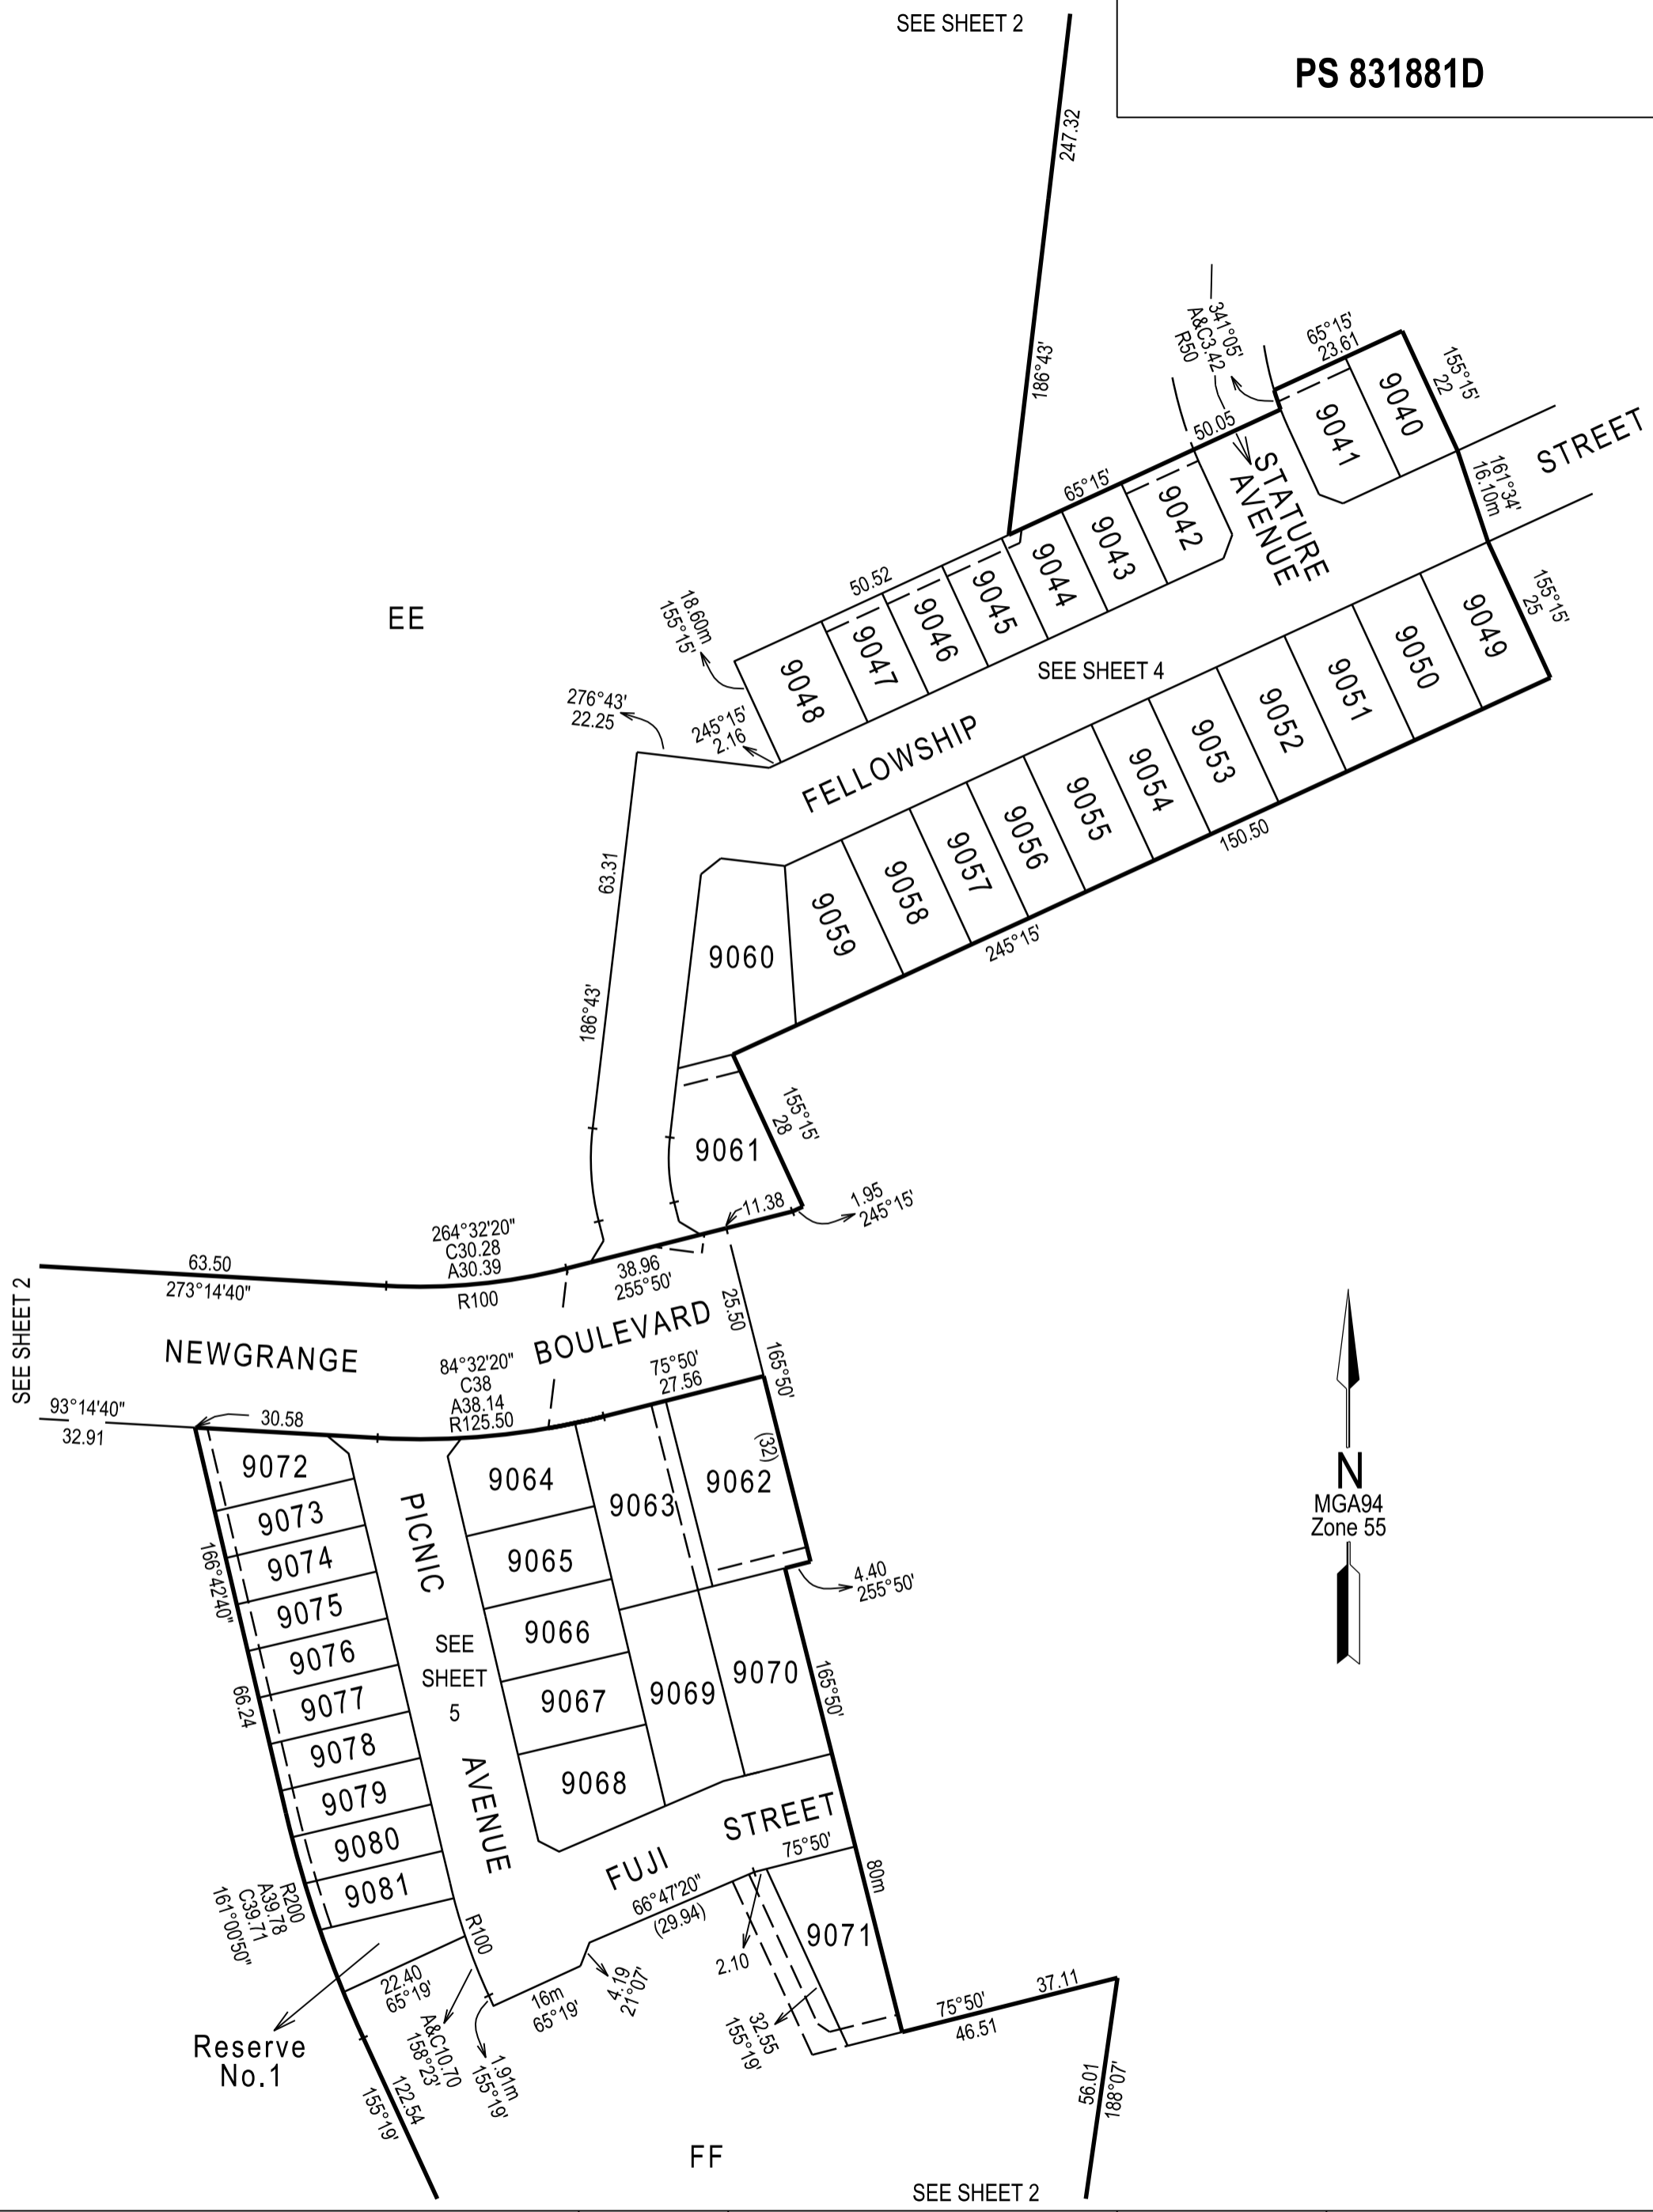 SEE SHEET 2
PS 831881D
247.32
186°43'
341°05'
A&C3.42
R50
65°15'
23.61
155°15'
22
9040
9041
STREET
161°34'
16.10m
50.05
STATURE
AVENUE
65°15'
9042
9043
9044
9045
9046
9047
9048
50.52
18.60m
155°15'
EE
155°15'
25
9049
9050
9051
9052
9053
9054
9055
9056
9057
9058
9059
SEE SHEET 4
276°43'
22.25
245°15'
2.16
FELLOWSHIP
150.50
245°15'
63.31
186°43'
9060
155°15'
28
9061
11.38
1.95
245°15'
264°32'20"
C30.28
A30.39
R100
63.50
273°14'40"
38.96
255°50'
SEE SHEET 2
NEWGRANGE
BOULEVARD
25.50
165°50'
84°32'20"
C38
A38.14
R125.50
75°50'
27.56
93°14'40"
32.91
30.58
N
MGA94
Zone 55
9072
9073
9074
9075
9076
9077
9078
9079
9080
9081
166°42'40"
66.24
PICNIC
SEE
SHEET
5
AVENUE
9064
9065
9066
9067
9068
9063
9062
(32)
4.40
255°50'
9069
9070
165°50'
80m
FUJI
STREET
75°50'
66°47'20"
(29.94)
9071
2.10
32.55
155°19'
R200
A39.78
C39.71
161°00'50"
R100
22.40
65°19'
A&C10.70
158°23'
1.91m
155°19'
16m
65°19'
4.19
21°07'
Reserve
No.1
122.54
155°19'
75°50'
37.11
46.51
56.01
188°07'
FF
SEE SHEET 2